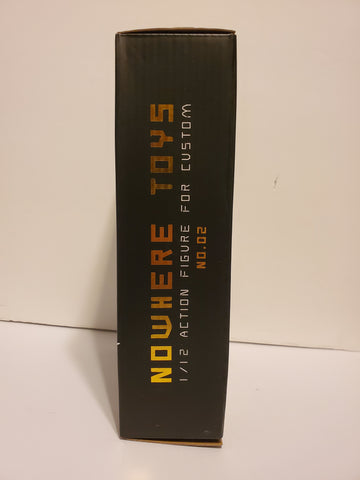 NOWHERE TOYS
1/12 ACTION FIGURE FOR CUSTOM
NO.02